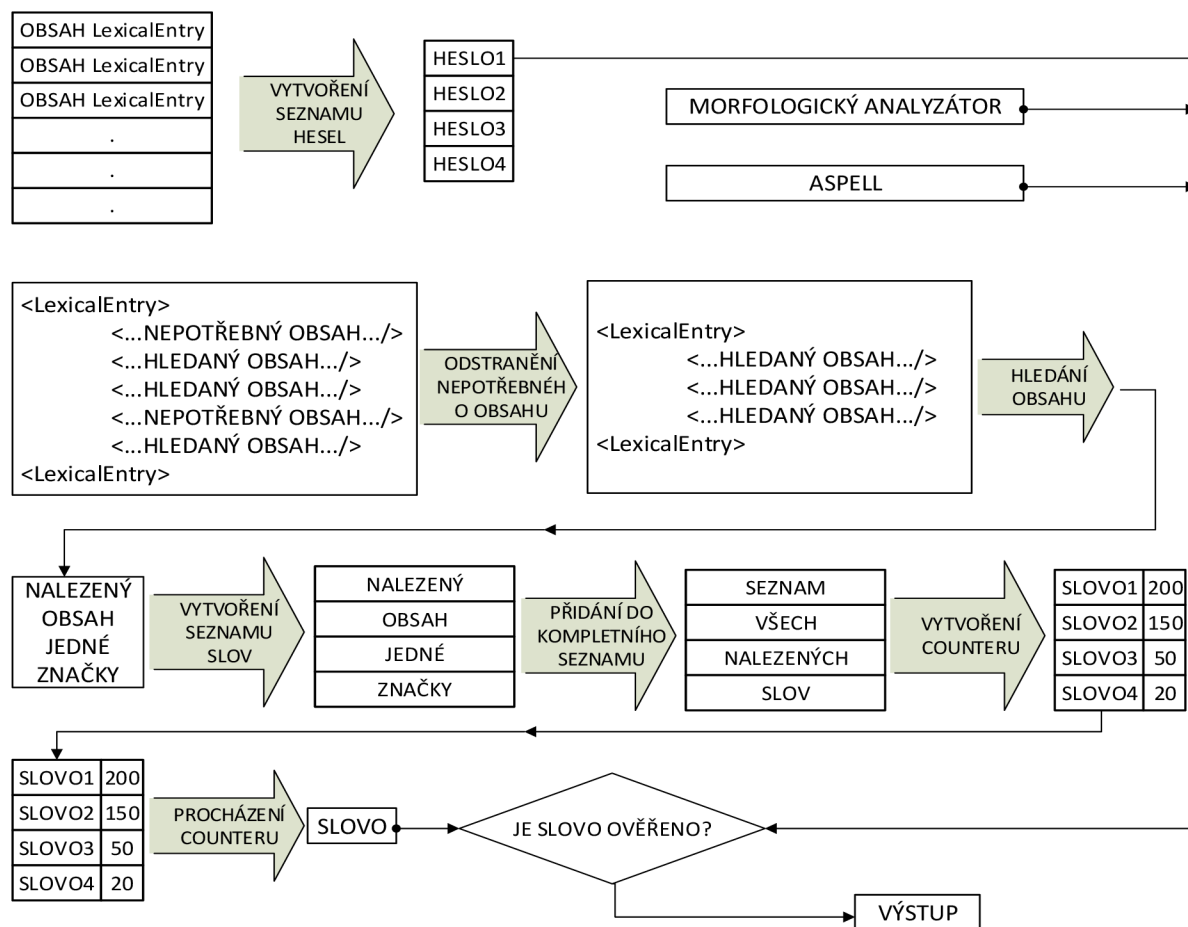 OBSAH LexicalEntry
OBSAH LexicalEntry
OBSAH LexicalEntry
.
.
.
VYTVOŘENÍ
SEZNAMU
HESEL
HESLO1
HESLO2
HESLO3
HESLO4
MORFOLOGICKÝ ANALYZÁTOR
ASPELL
<LexicalEntry>
<...NEPOTŘEBNÝ OBSAH.../>
<...HLEDANÝ OBSAH.../>
<...HLEDANÝ OBSAH.../>
<...NEPOTŘEBNÝ OBSAH.../>
<...HLEDANÝ OBSAH.../>
<LexicalEntry>
ODSTRANĚNÍ
NEPOTŘEBNÉH
O OBSAHU
<LexicalEntry>
<...HLEDANÝ OBSAH.../>
<...HLEDANÝ OBSAH.../>
<...HLEDANÝ OBSAH.../>
<LexicalEntry>
HLEDÁNÍ
OBSAHU
NALEZENÝ
OBSAH
JEDNÉ
ZNAČKY
VYTVOŘENÍ
SEZNAMU
SLOV
NALEZENÝ
OBSAH
JEDNÉ
ZNAČKY
PŘIDÁNÍ DO
KOMPLETNÍHO
SEZNAMU
SEZNAM
VŠECH
NALEZENÝCH
SLOV
VYTVOŘENÍ
COUNTERU
SLOVO1 200
SLOVO2 150
SLOVO3 50
SLOVO4 20
SLOVO1 200
SLOVO2 150
SLOVO3 50
SLOVO4 20
PROCHÁZENÍ
COUNTERU
SLOVO
JE SLOVO OVĚŘENO?
VÝSTUP